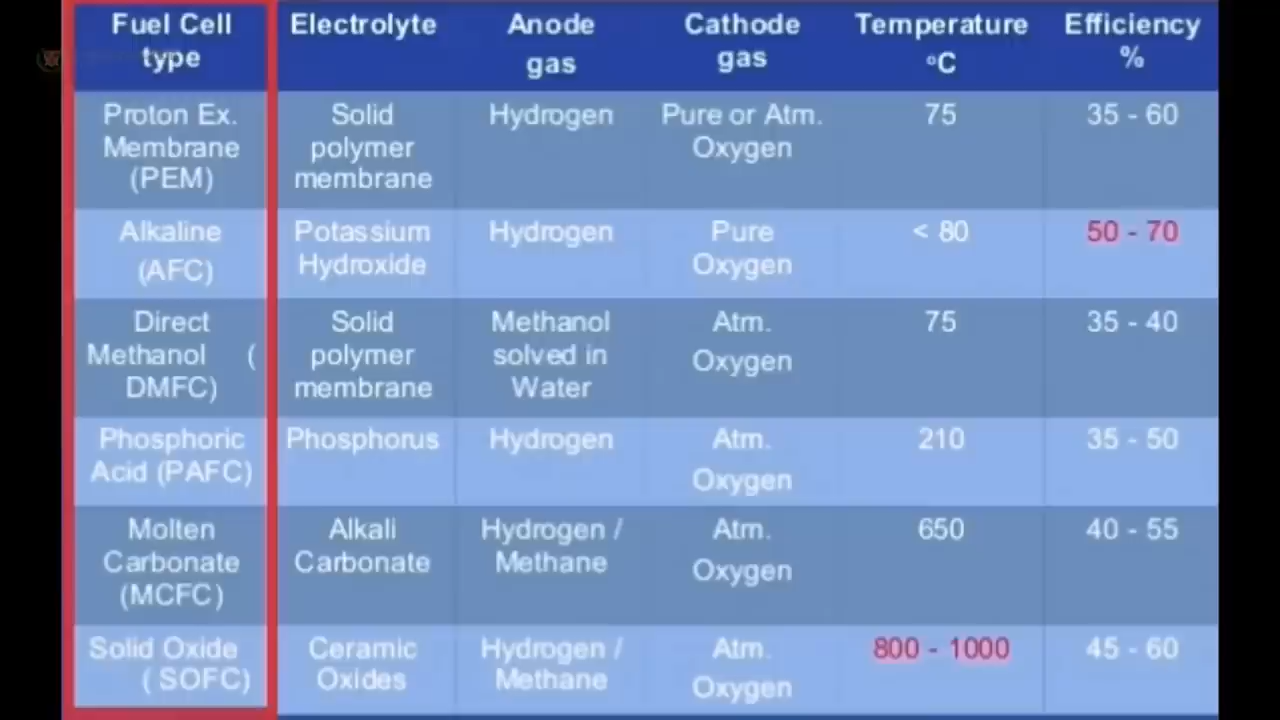 Fuel Cell type Electrolyte Anode gas Cathode gas Temperature °C Efficiency %
Proton Ex. Membrane (PEM) Solid polymer membrane Hydrogen Pure or Atm. Oxygen 75 35 - 60
Alkaline (AFC) Potassium Hydroxide Hydrogen Pure Oxygen < 80 50 - 70
Direct Methanol ( DMFC) Solid polymer membrane Methanol solved in Water Atm. Oxygen 75 35 - 40
Phosphoric Acid (PAFC) Phosphorus Hydrogen Atm. Oxygen 210 35 - 50
Molten Carbonate (MCFC) Alkali Carbonate Hydrogen / Methane Atm. Oxygen 650 40 - 55
Solid Oxide ( SOFC) Ceramic Oxides Hydrogen / Methane Atm. Oxygen 800 - 1000 45 - 60